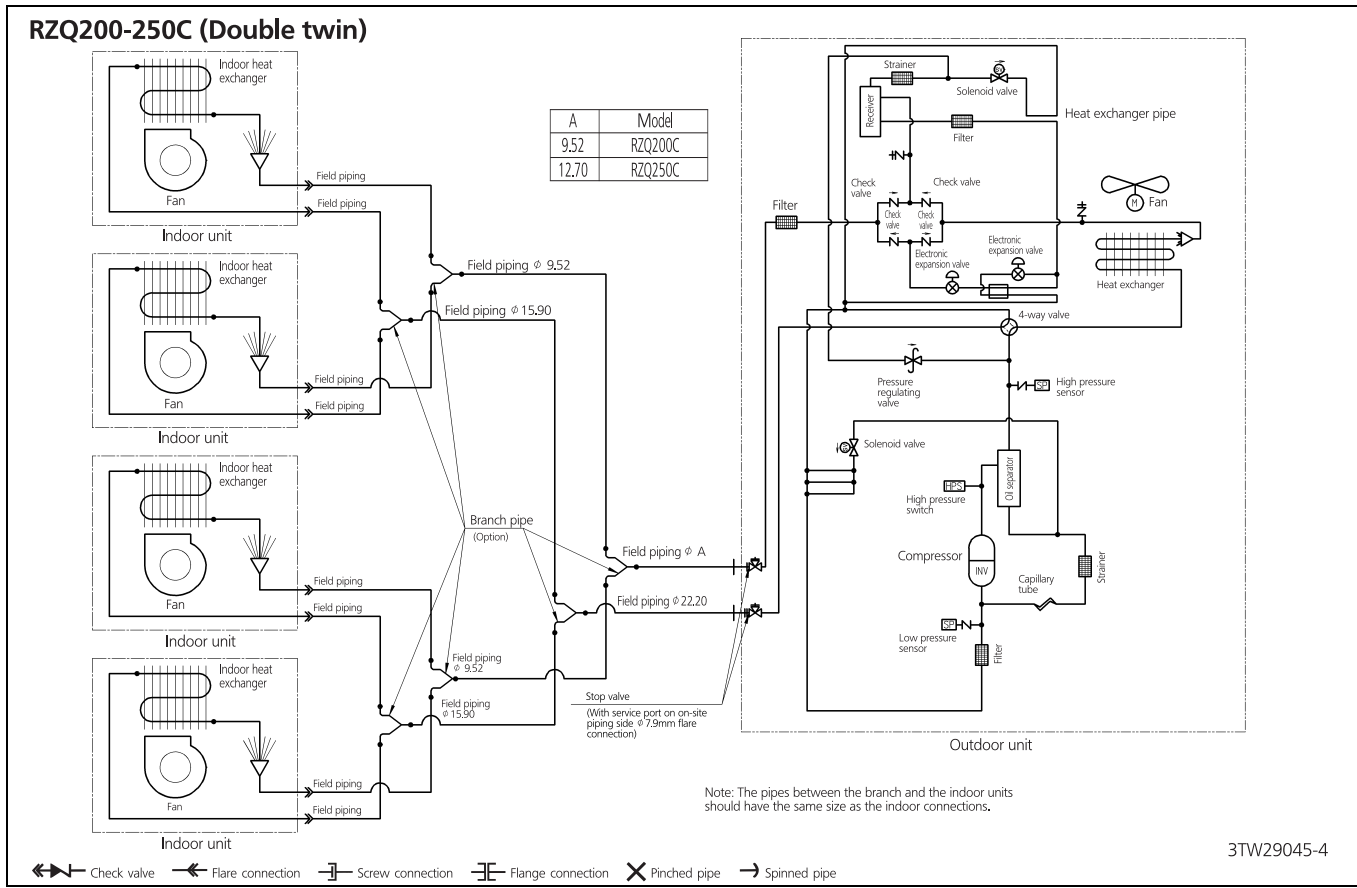 RZQ200-250C (Double twin)
Indoor heat
exchanger
Fan
Indoor unit
Field piping
Field piping
Indoor heat
exchanger
Fan
Indoor unit
Field piping
Field piping
Indoor heat
exchanger
Fan
Indoor unit
Field piping
Field piping
Indoor heat
exchanger
Fan
Indoor unit
Field piping
Field piping
A Model
9.52 RZQ200C
12.70 RZQ250C
Field piping φ 9.52
Field piping φ 15.90
Branch pipe
(Option)
Field piping φ A
Field piping φ 22.20
Field piping
φ 9.52
Field piping
φ 15.90
Stop valve
(With service port on on-site
piping side φ 7.9mm flare
connection)
Strainer
SV
Solenoid valve
Receiver
Heat exchanger pipe
Filter
Filter
Check
valve
Check valve
Check
valve
Check
valve
M
Fan
Electronic
expansion valve
Electronic
expansion valve
Heat exchanger
4-way valve
Pressure
regulating
valve
SP
High pressure
sensor
SV
Solenoid valve
Oil separator
HPS
High pressure
switch
Compressor
INV
Capillary
tube
Strainer
SP
Low pressure
sensor
Filter
Outdoor unit
Note: The pipes between the branch and the indoor units
should have the same size as the indoor connections.
3TW29045-4
Check valve Flare connection Screw connection Flange connection Pinched pipe Spinned pipe